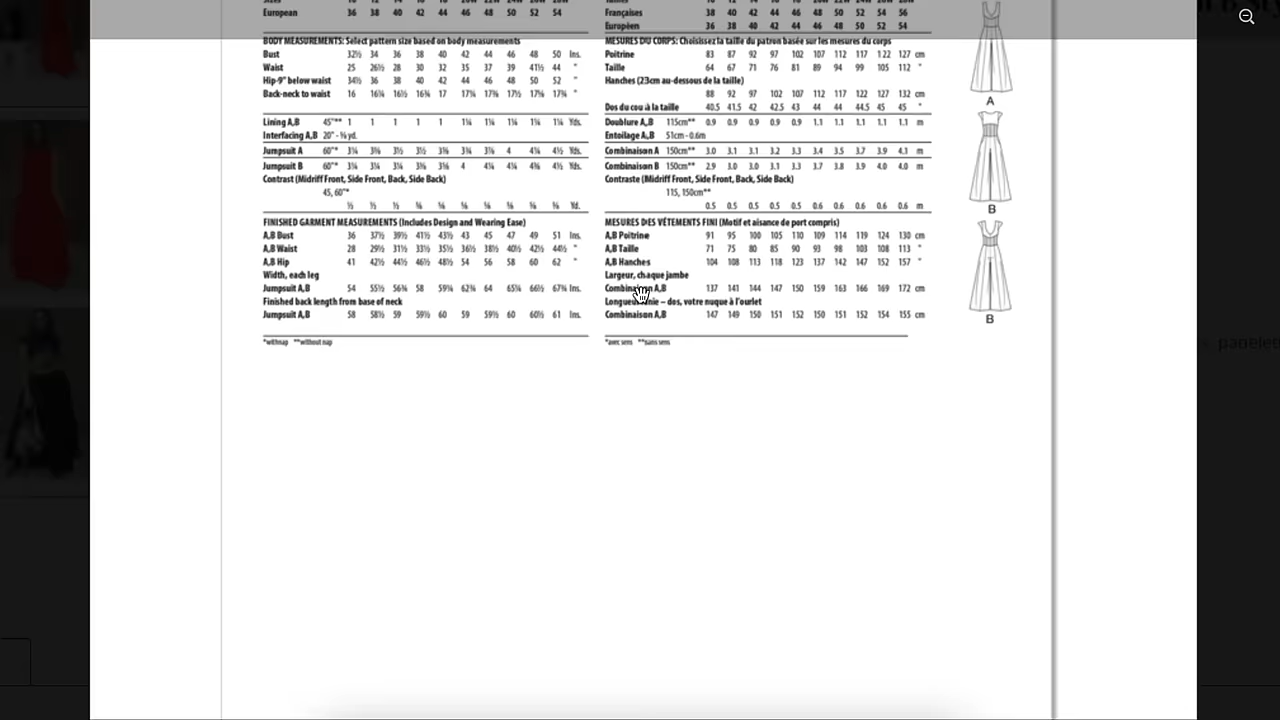 European 36 38 40 42 44 46 48 50 52 54
BODY MEASUREMENTS: Select pattern size based on body measurements
Bust 32½ 34 36 38 40 42 44 46 48 50 Ins.
Waist 25 26½ 28 30 32 35 37 39 41½ 44 "
Hip-9" below waist 34½ 36 38 40 42 44 46 48 50 52 "
Back-neck to waist 16 16¼ 16½ 16¾ 17 17¼ 17⅜ 17½ 17⅝ 17¾ "
Lining A,B 45"** 1 1 1 1 1 1¼ 1¼ 1¼ 1¼ 1¼ Yds.
Interfacing A,B 20" - ⅝ yd.
Jumpsuit A 60"* 3¼ 3⅜ 3½ 3½ 3⅝ 3¾ 3⅞ 4 4¼ 4½ Yds.
Jumpsuit B 60"* 3¼ 3¼ 3¼ 3⅜ 3⅝ 4 4¼ 4¼ 4⅜ 4½ Yds.
Contrast (Midriff Front, Side Front, Back, Side Back)
45, 60"*
½ ½ ½ ⅝ ⅝ ⅝ ⅝ ⅝ ⅝ ⅝ Yd.
FINISHED GARMENT MEASUREMENTS (Includes Design and Wearing Ease)
A,B Bust 36 37½ 39½ 41½ 43½ 43 45 47 49 51 Ins.
A,B Waist 28 29½ 31½ 33½ 35½ 36½ 38½ 40½ 42½ 44½ "
A,B Hip 41 42½ 44½ 46½ 48½ 54 56 58 60 62 "
Width, each leg
Jumpsuit A,B 54 55½ 56¾ 58 59¼ 62¾ 64 65¼ 66½ 67¾ Ins.
Finished back length from base of neck
Jumpsuit A,B 58 58½ 59 59½ 60 59 59½ 60 60½ 61 Ins.
*with nap **without nap
Françaises 38 40 42 44 46 48 50 52 54 56
Européen 36 38 40 42 44 46 48 50 52 54
MESURES DU CORPS: Choisissez la taille du patron basée sur les mesures du corps
Poitrine 83 87 92 97 102 107 112 117 122 127 cm
Taille 64 67 71 76 81 89 94 99 105 112 "
Hanches (23cm au-dessous de la taille)
88 92 97 102 107 112 117 122 127 132 cm
Dos du cou à la taille 40.5 41.5 42 42.5 43 44 44 44.5 45 45 "
Doublure A,B 115cm** 0.9 0.9 0.9 0.9 0.9 1.1 1.1 1.1 1.1 1.1 m
Entoilage A,B 51cm - 0.6m
Combinaison A 150cm** 3.0 3.1 3.1 3.2 3.3 3.4 3.5 3.7 3.9 4.3 m
Combinaison B 150cm** 2.9 3.0 3.0 3.1 3.3 3.7 3.8 3.9 4.0 4.0 m
Contraste (Midriff Front, Side Front, Back, Side Back)
115, 150cm**
0.5 0.5 0.5 0.5 0.5 0.6 0.6 0.6 0.6 0.6 m
MESURES DES VÊTEMENTS FINI (Motif et aisance de port compris)
A,B Poitrine 91 95 100 105 110 109 114 119 124 130 cm
A,B Taille 71 75 80 85 90 93 98 103 108 113 "
A,B Hanches 104 108 113 118 123 137 142 147 152 157 "
Largeur, chaque jambe
Combinaison A,B 137 141 144 147 150 159 163 166 169 172 cm
– dos, votre nuque à l'ourlet
Combinaison A,B 147 149 150 151 152 150 151 152 154 155 cm
*avec sens **sans sens
A
B
B